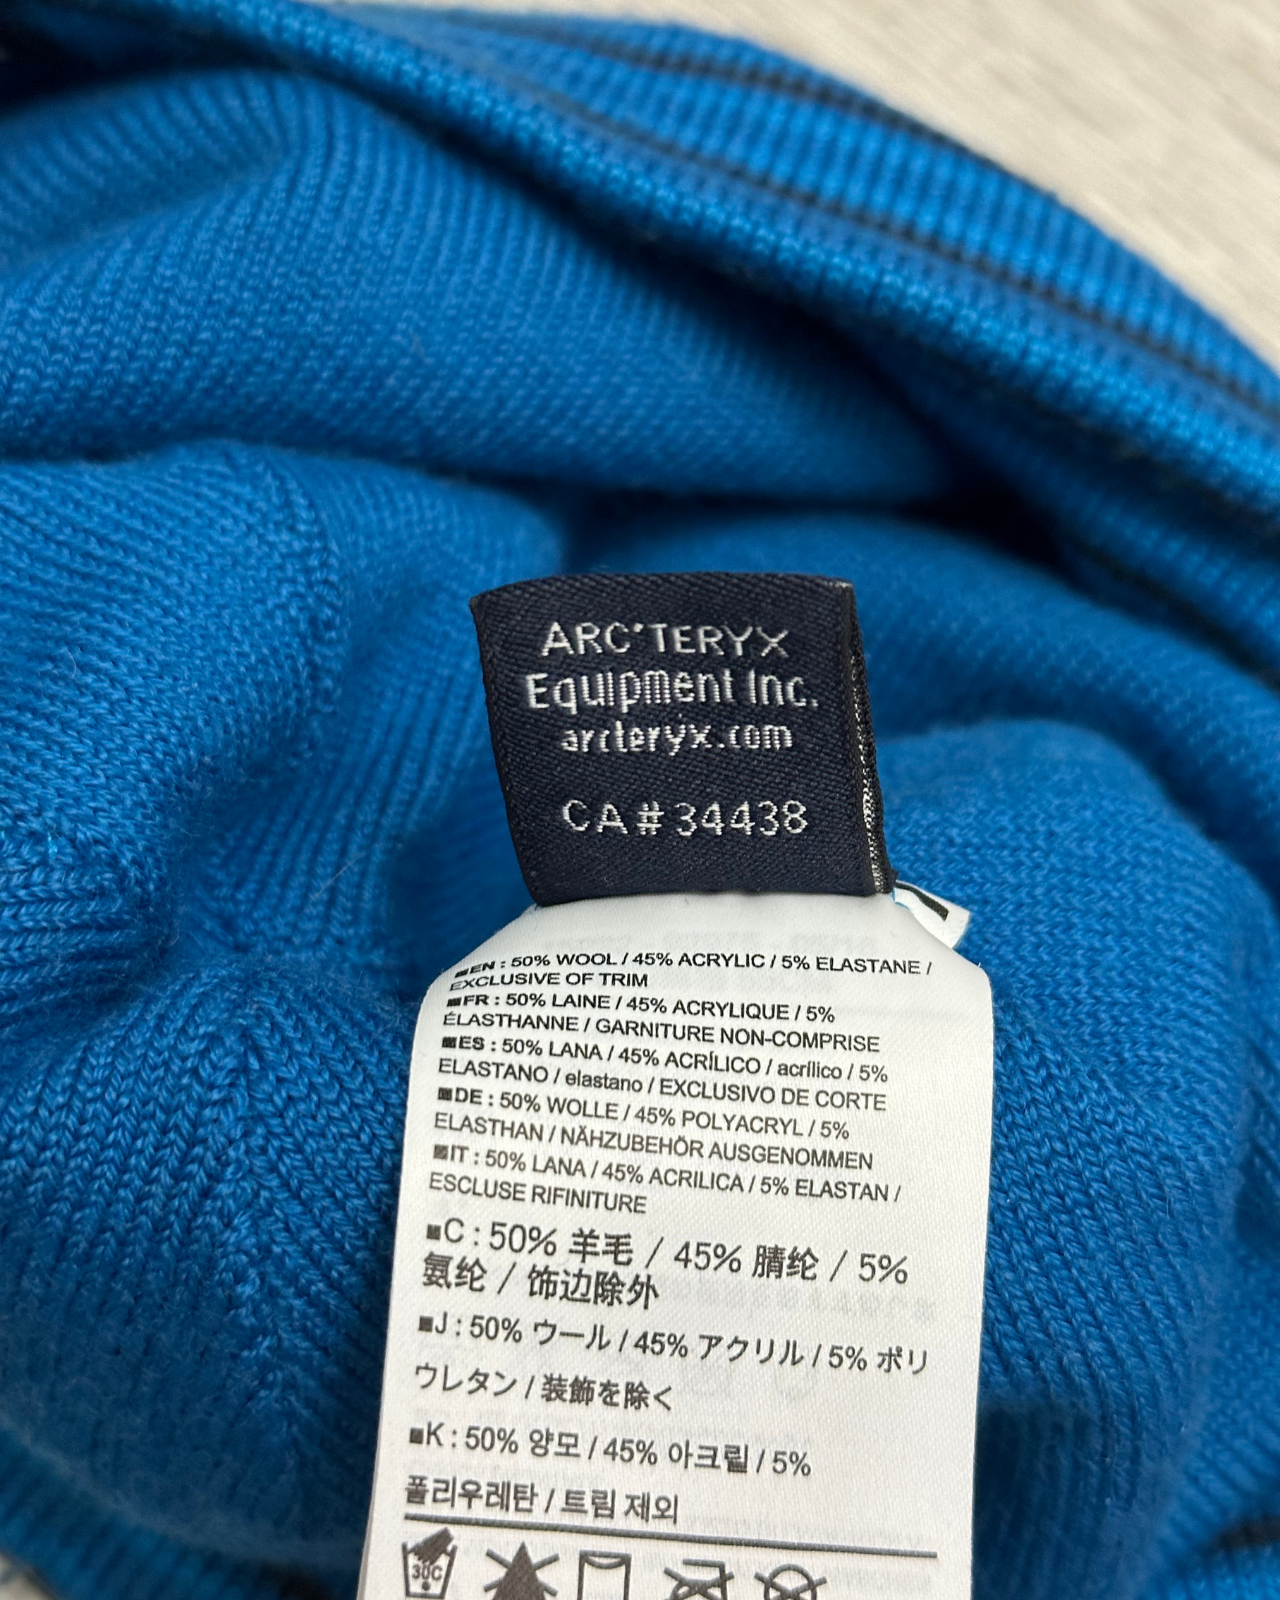 ARC'TERYX
Equipment Inc.
arcteryx.com
CA# 34438
■EN : 50% WOOL / 45% ACRYLIC / 5% ELASTANE /
EXCLUSIVE OF TRIM
■FR : 50% LAINE / 45% ACRYLIQUE / 5%
ÉLASTHANNE / GARNITURE NON-COMPRISE
■ES : 50% LANA / 45% ACRÍLICO / acrílico / 5%
ELASTANO / elastano / EXCLUSIVO DE CORTE
■DE : 50% WOLLE / 45% POLYACRYL / 5%
ELASTHAN / NÄHZUBEHÖR AUSGENOMMEN
■IT : 50% LANA / 45% ACRILICA / 5% ELASTAN /
ESCLUSE RIFINITURE
■C : 50% 羊毛 / 45% 腈纶 / 5%
氨纶 / 饰边除外
■J : 50% ウール / 45% アクリル / 5% ポリ
ウレタン / 装飾を除く
■K : 50% 양모 / 45% 아크릴 / 5%
폴리우레탄 / 트림 제외
30C